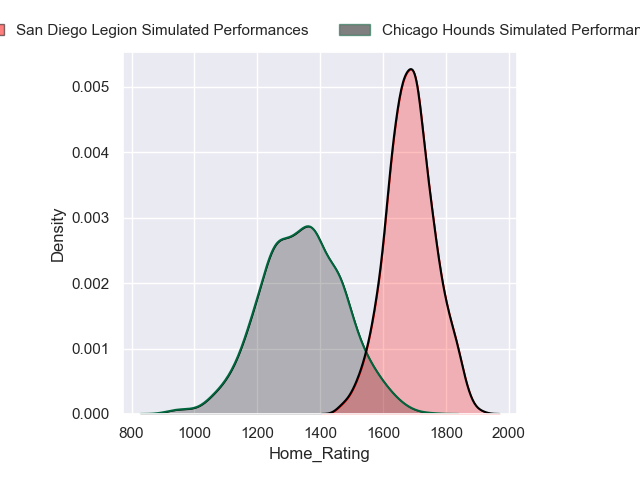 San Diego Legion Simulated Performances
Chicago Hounds Simulated
Density
0.005
0.004
0.003
0.002
0.001
0.000
800 1000 1200 1400 1600 1800 2000
Home_Rating